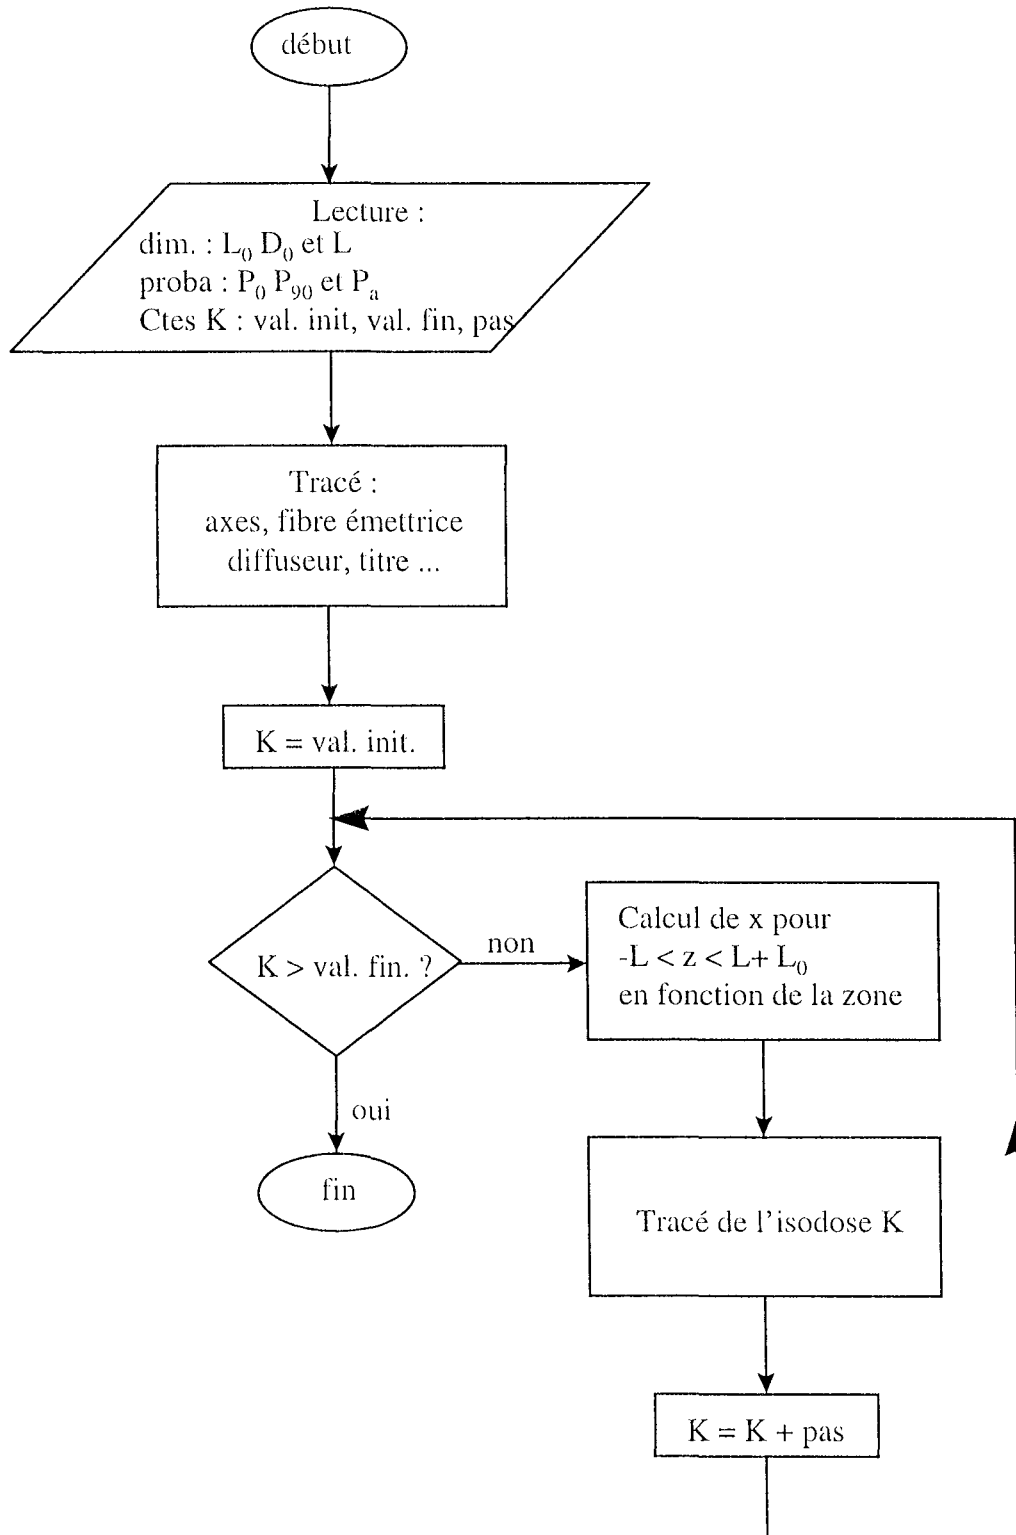 début
Lecture :
dim. : L₀ D₀ et L
proba : P₀ P₉₀ et Pₐ
Ctes K : val. init, val. fin, pas
Tracé :
axes, fibre émettrice
diffuseur, titre ...
K = val. init.
K > val. fin. ?
non
Calcul de x pour
-L < z < L+ L₀
en fonction de la zone
oui
fin
Tracé de l'isodose K
K = K + pas